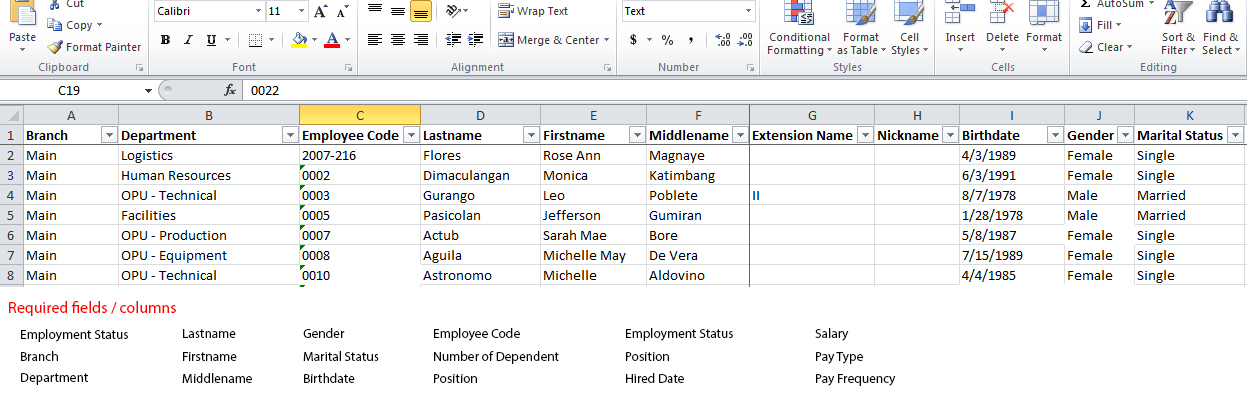 Cut Calibri 11 A A Wrap Text Text AutoSum
Copy Fill
Paste Format Painter B I U A Merge & Center $ % , .00 .0 Conditional Formatting Format as Table Cell Styles Insert Delete Format Clear Sort & Filter Find & Select
Clipboard Font Alignment Number Styles Cells Editing
C19 fx 0022
A B C D E F G H I J K
1 Branch Department Employee Code Lastname Firstname Middlename Extension Name Nickname Birthdate Gender Marital Status
2 Main Logistics 2007-216 Flores Rose Ann Magnaye 4/3/1989 Female Single
3 Main Human Resources 0002 Dimaculangan Monica Katimbang 6/3/1991 Female Single
4 Main OPU - Technical 0003 Gurango Leo Poblete II 8/7/1978 Male Married
5 Main Facilities 0005 Pasicolan Jefferson Gumiran 1/28/1978 Male Married
6 Main OPU - Production 0007 Actub Sarah Mae Bore 5/8/1987 Female Single
7 Main OPU - Equipment 0008 Aguila Michelle May De Vera 7/15/1989 Female Single
8 Main OPU - Technical 0010 Astronomo Michelle Aldovino 4/4/1985 Female Single
Required fields / columns
Employment Status Lastname Gender Employee Code Employment Status Salary
Branch Firstname Marital Status Number of Dependent Position Pay Type
Department Middlename Birthdate Position Hired Date Pay Frequency